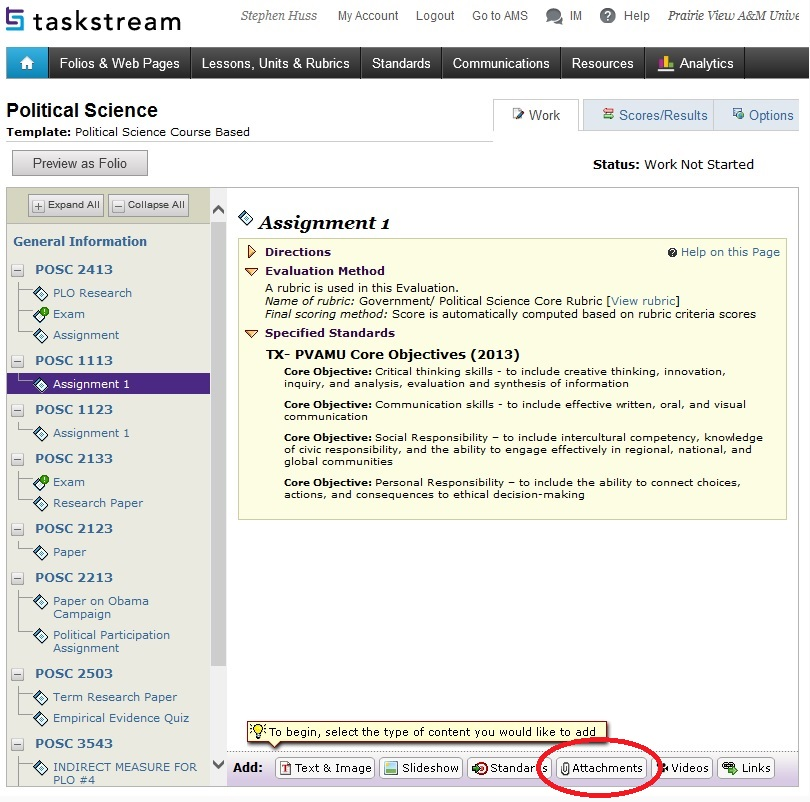 taskstream
Stephen Huss My Account Logout Go to AMS IM Help Prairie View A&M Unive
Folios & Web Pages Lessons, Units & Rubrics Standards Communications Resources Analytics
Political Science
Template: Political Science Course Based
Work Scores/Results Options
Preview as Folio
Status: Work Not Started
Expand All Collapse All
General Information
POSC 2413
PLO Research
Exam
Assignment
POSC 1113
Assignment 1
POSC 1123
Assignment 1
POSC 2133
Exam
Research Paper
POSC 2123
Paper
POSC 2213
Paper on Obama
Campaign
Political Participation
Assignment
POSC 2503
Term Research Paper
Empirical Evidence Quiz
POSC 3543
INDIRECT MEASURE FOR
PLO #4
Assignment 1
Directions
Help on this Page
Evaluation Method
A rubric is used in this Evaluation.
Name of rubric: Government/ Political Science Core Rubric [View rubric]
Final scoring method: Score is automatically computed based on rubric criteria scores
Specified Standards
TX- PVAMU Core Objectives (2013)
Core Objective: Critical thinking skills - to include creative thinking, innovation,
inquiry, and analysis, evaluation and synthesis of information
Core Objective: Communication skills - to include effective written, oral, and visual
communication
Core Objective: Social Responsibility – to include intercultural competency, knowledge
of civic responsibility, and the ability to engage effectively in regional, national, and
global communities
Core Objective: Personal Responsibility – to include the ability to connect choices,
actions, and consequences to ethical decision-making
To begin, select the type of content you would like to add
Add: Text & Image Slideshow Standards Attachments Videos Links